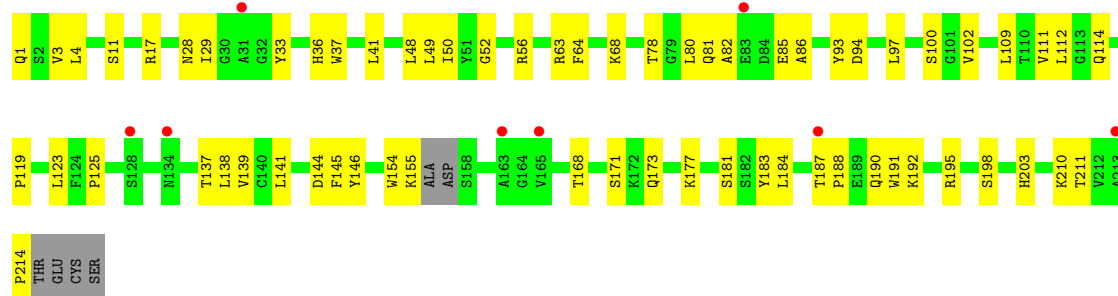 Q1 S2 V3 L4 S11 R17 N28 I29 G30 A31 G32 Y33 H36 W37 L41 L48 L49 I50 Y51 G52 R56 R63 F64 K68 T78 G79 L80 Q81 A82 E83 D84 E85 A86 Y93 D94 L97 S100 G101 V102 L109 T110 V111 L112 G113 Q114
P119 L123 F124 P125 S128 N134 T137 L138 V139 C140 L141 D144 F145 Y146 W154 K155 ALA ASP S158 A163 G164 V165 T168 S171 K172 Q173 K177 S181 S182 Y183 L184 T187 P188 E189 Q190 W191 K192 R195 S198 H203 K210 T211 V212 A213
P214 THR GLU CYS SER